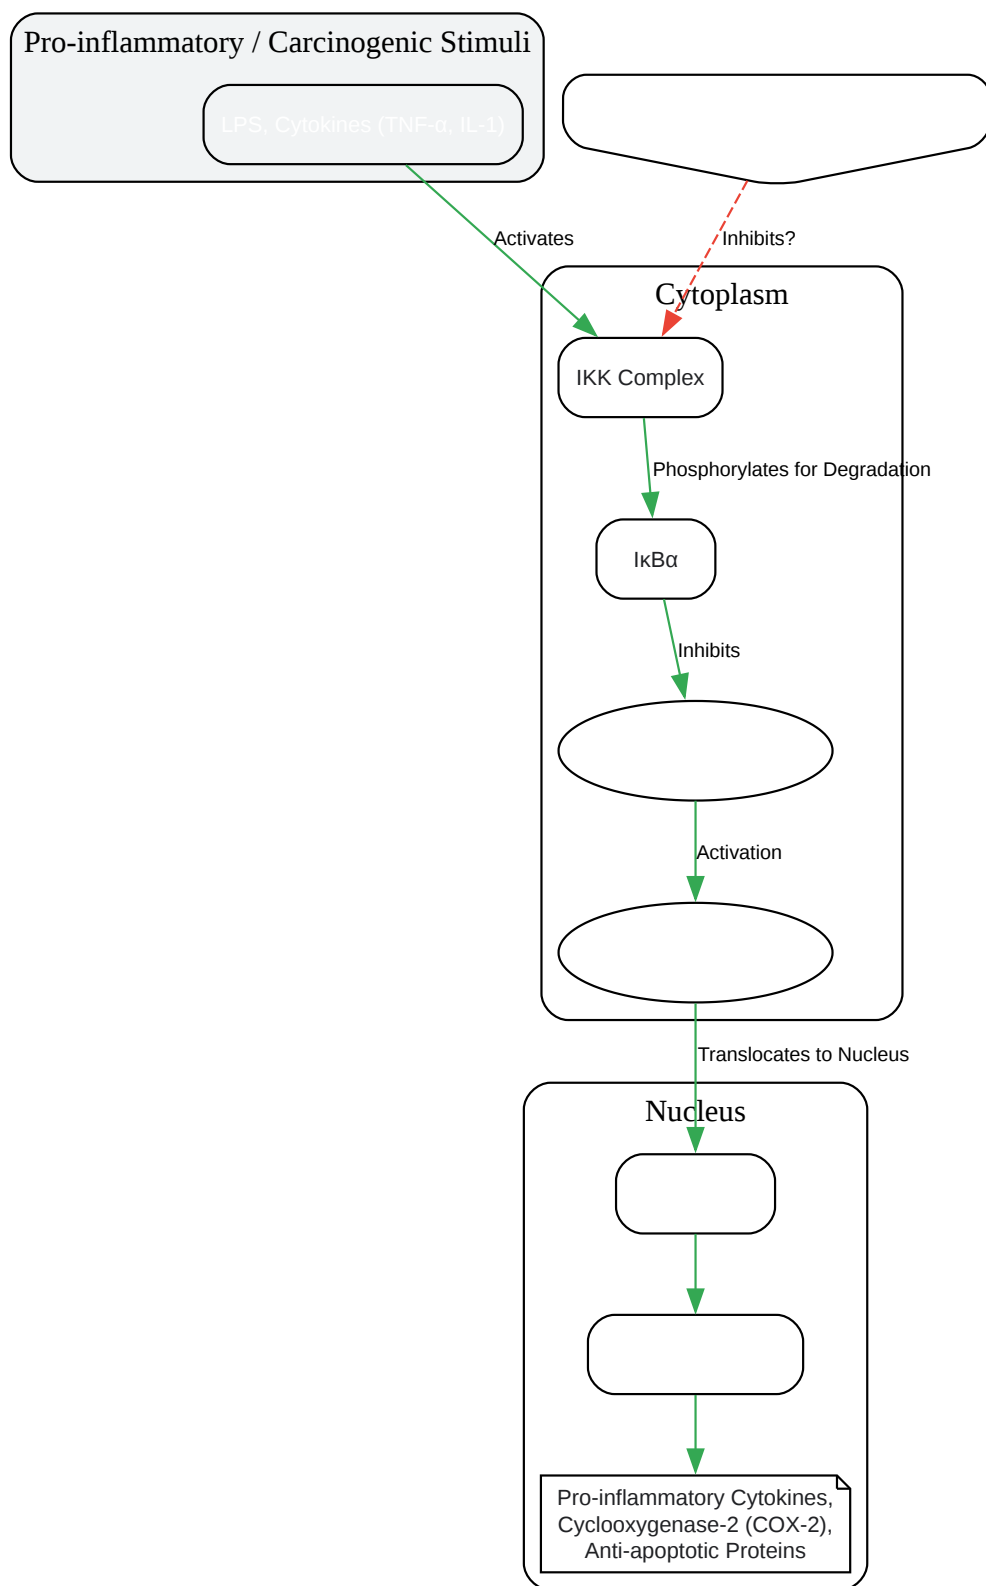 Pro-inflammatory / Carcinogenic Stimuli
LPS, Cytokines (TNF-α, IL-1)
Activates
Inhibits?
Cytoplasm
IKK Complex
Phosphorylates for Degradation
IκBα
Inhibits
Activation
Translocates to Nucleus
Nucleus
Pro-inflammatory Cytokines,
Cyclooxygenase-2 (COX-2),
Anti-apoptotic Proteins